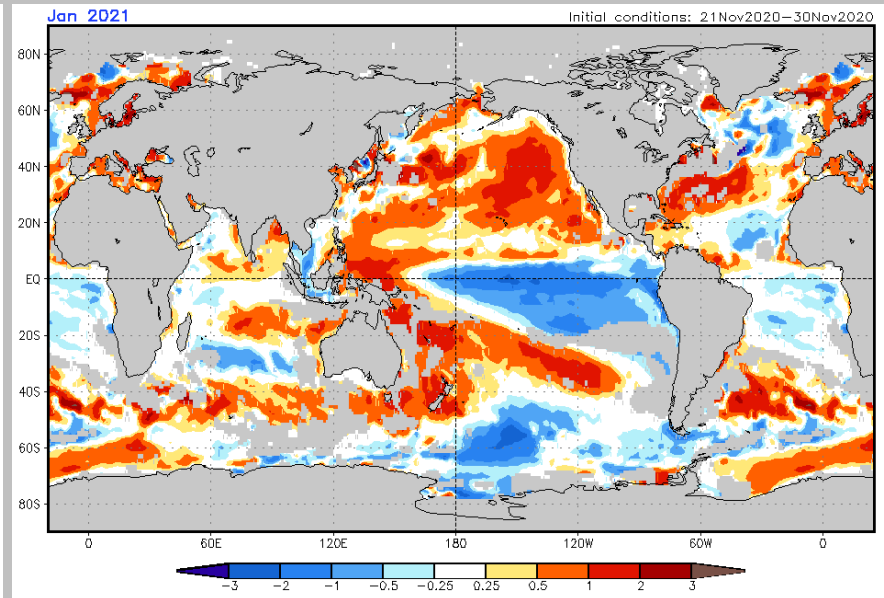 Jan 2021
Initial conditions: 21Nov2020-30Nov2020
80N
60N
40N
20N
EQ
20S
40S
60S
80S
0 60E 120E 180 120W 60W 0
-3 -2 -1 -0.5 -0.25 0.25 0.5 1 2 3